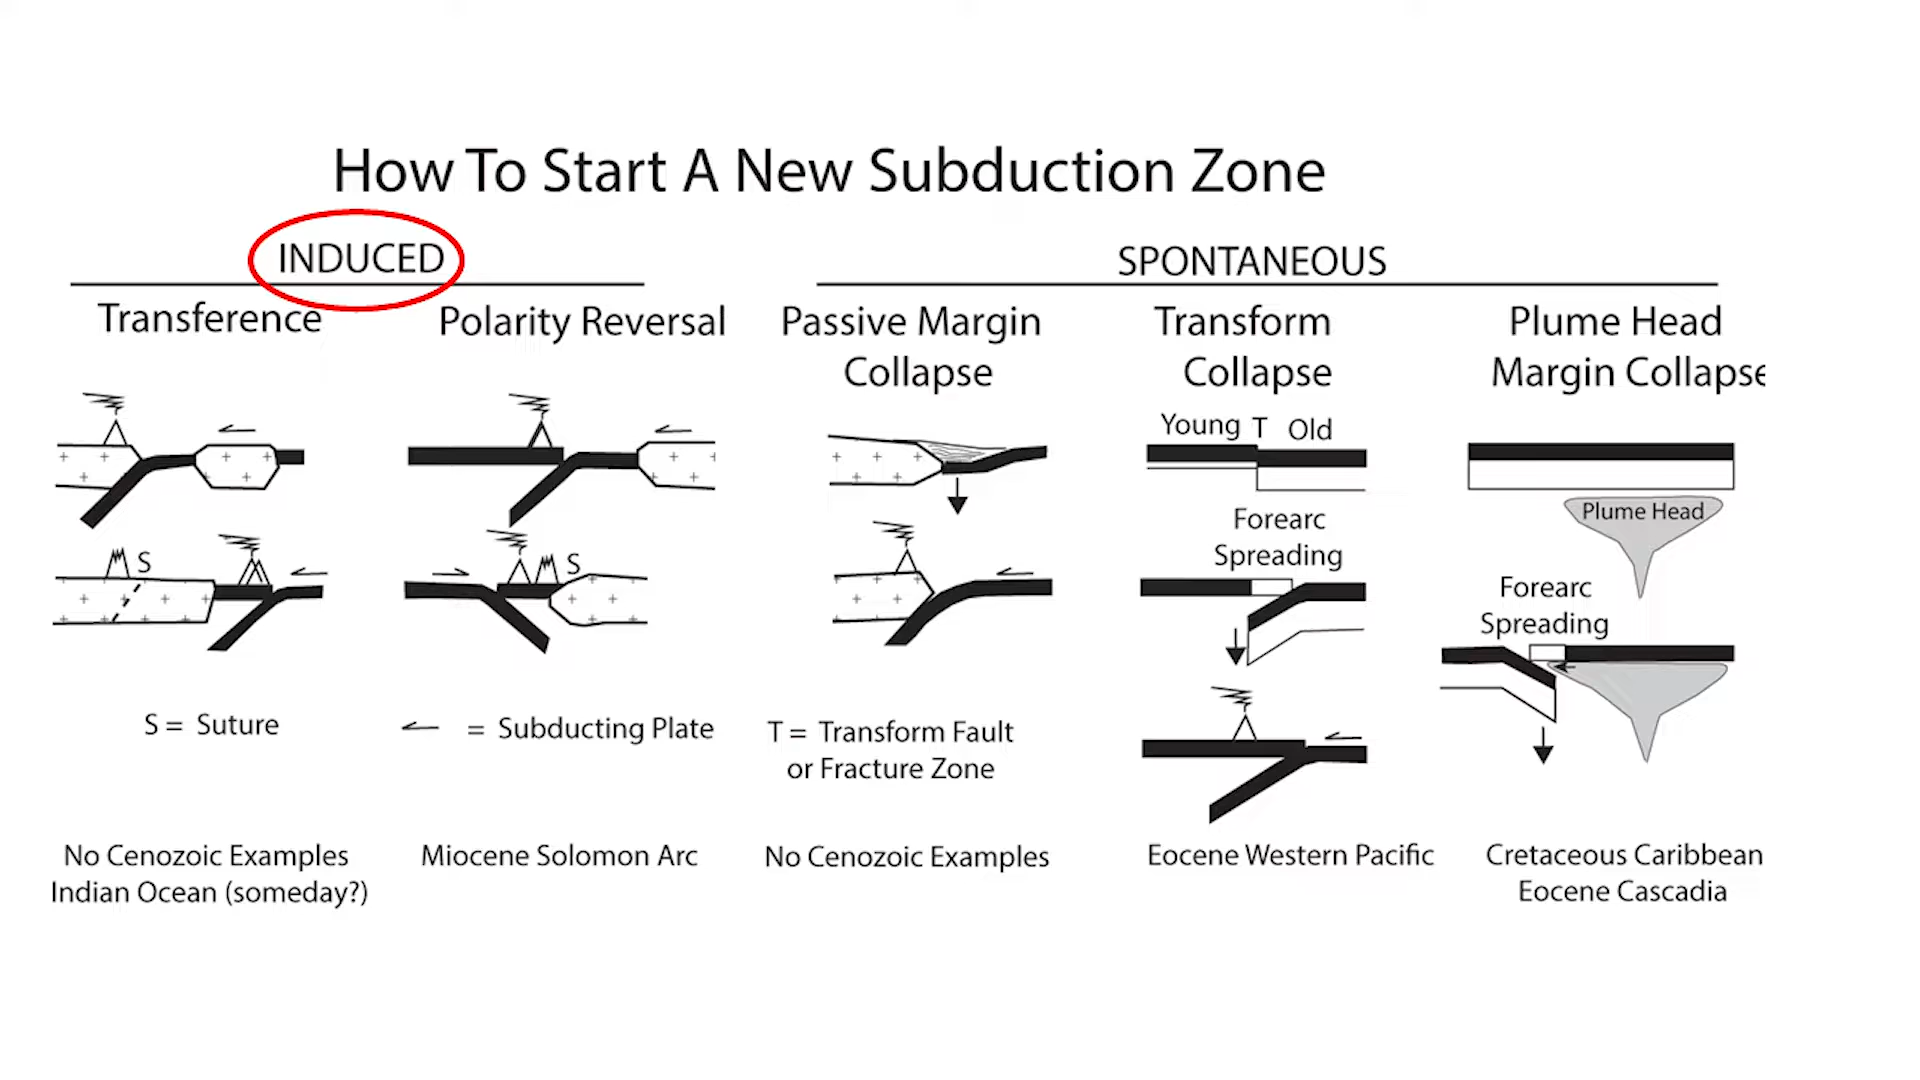 How To Start A New Subduction Zone
INDUCED
SPONTANEOUS
Transference
Polarity Reversal
Passive Margin
Collapse
Transform
Collapse
Plume Head
Margin Collapse
Young T Old
Plume Head
Forearc
Spreading
S
S
Forearc
Spreading
S = Suture
= Subducting Plate
T = Transform Fault
or Fracture Zone
No Cenozoic Examples
Indian Ocean (someday?)
Miocene Solomon Arc
No Cenozoic Examples
Eocene Western Pacific
Cretaceous Caribbean
Eocene Cascadia